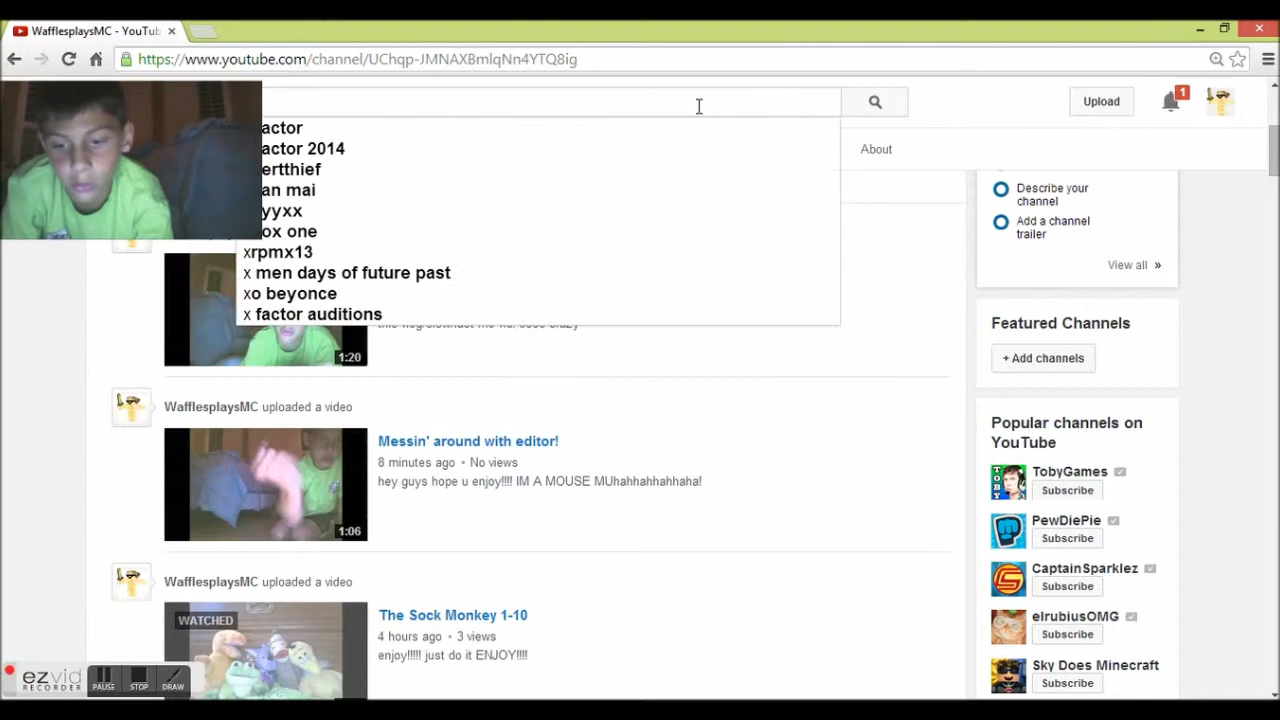 WafflesplaysMC - YouTub
https://www.youtube.com/channel/UChqp-JMNAXBmlqNn4YTQ8ig
Upload
1
actor
actor 2014
ertthief
an mai
yyxx
ox one
xrpmx13
x men days of future past
xo beyonce
x factor auditions
About
Describe your
channel
Add a channel
trailer
View all »
Featured Channels
+ Add channels
1:20
WafflesplaysMC uploaded a video
Messin' around with editor!
8 minutes ago • No views
hey guys hope u enjoy!!!! IM A MOUSE MUhahhahhahhaha!
1:06
WafflesplaysMC uploaded a video
WATCHED
The Sock Monkey 1-10
4 hours ago • 3 views
enjoy!!!!! just do it ENJOY!!!!
Popular channels on
YouTube
TobyGames
Subscribe
PewDiePie
Subscribe
CaptainSparklez
Subscribe
elrubiusOMG
Subscribe
Sky Does Minecraft
Subscribe
ezvid
RECORDER
PAUSE
STOP
DRAW